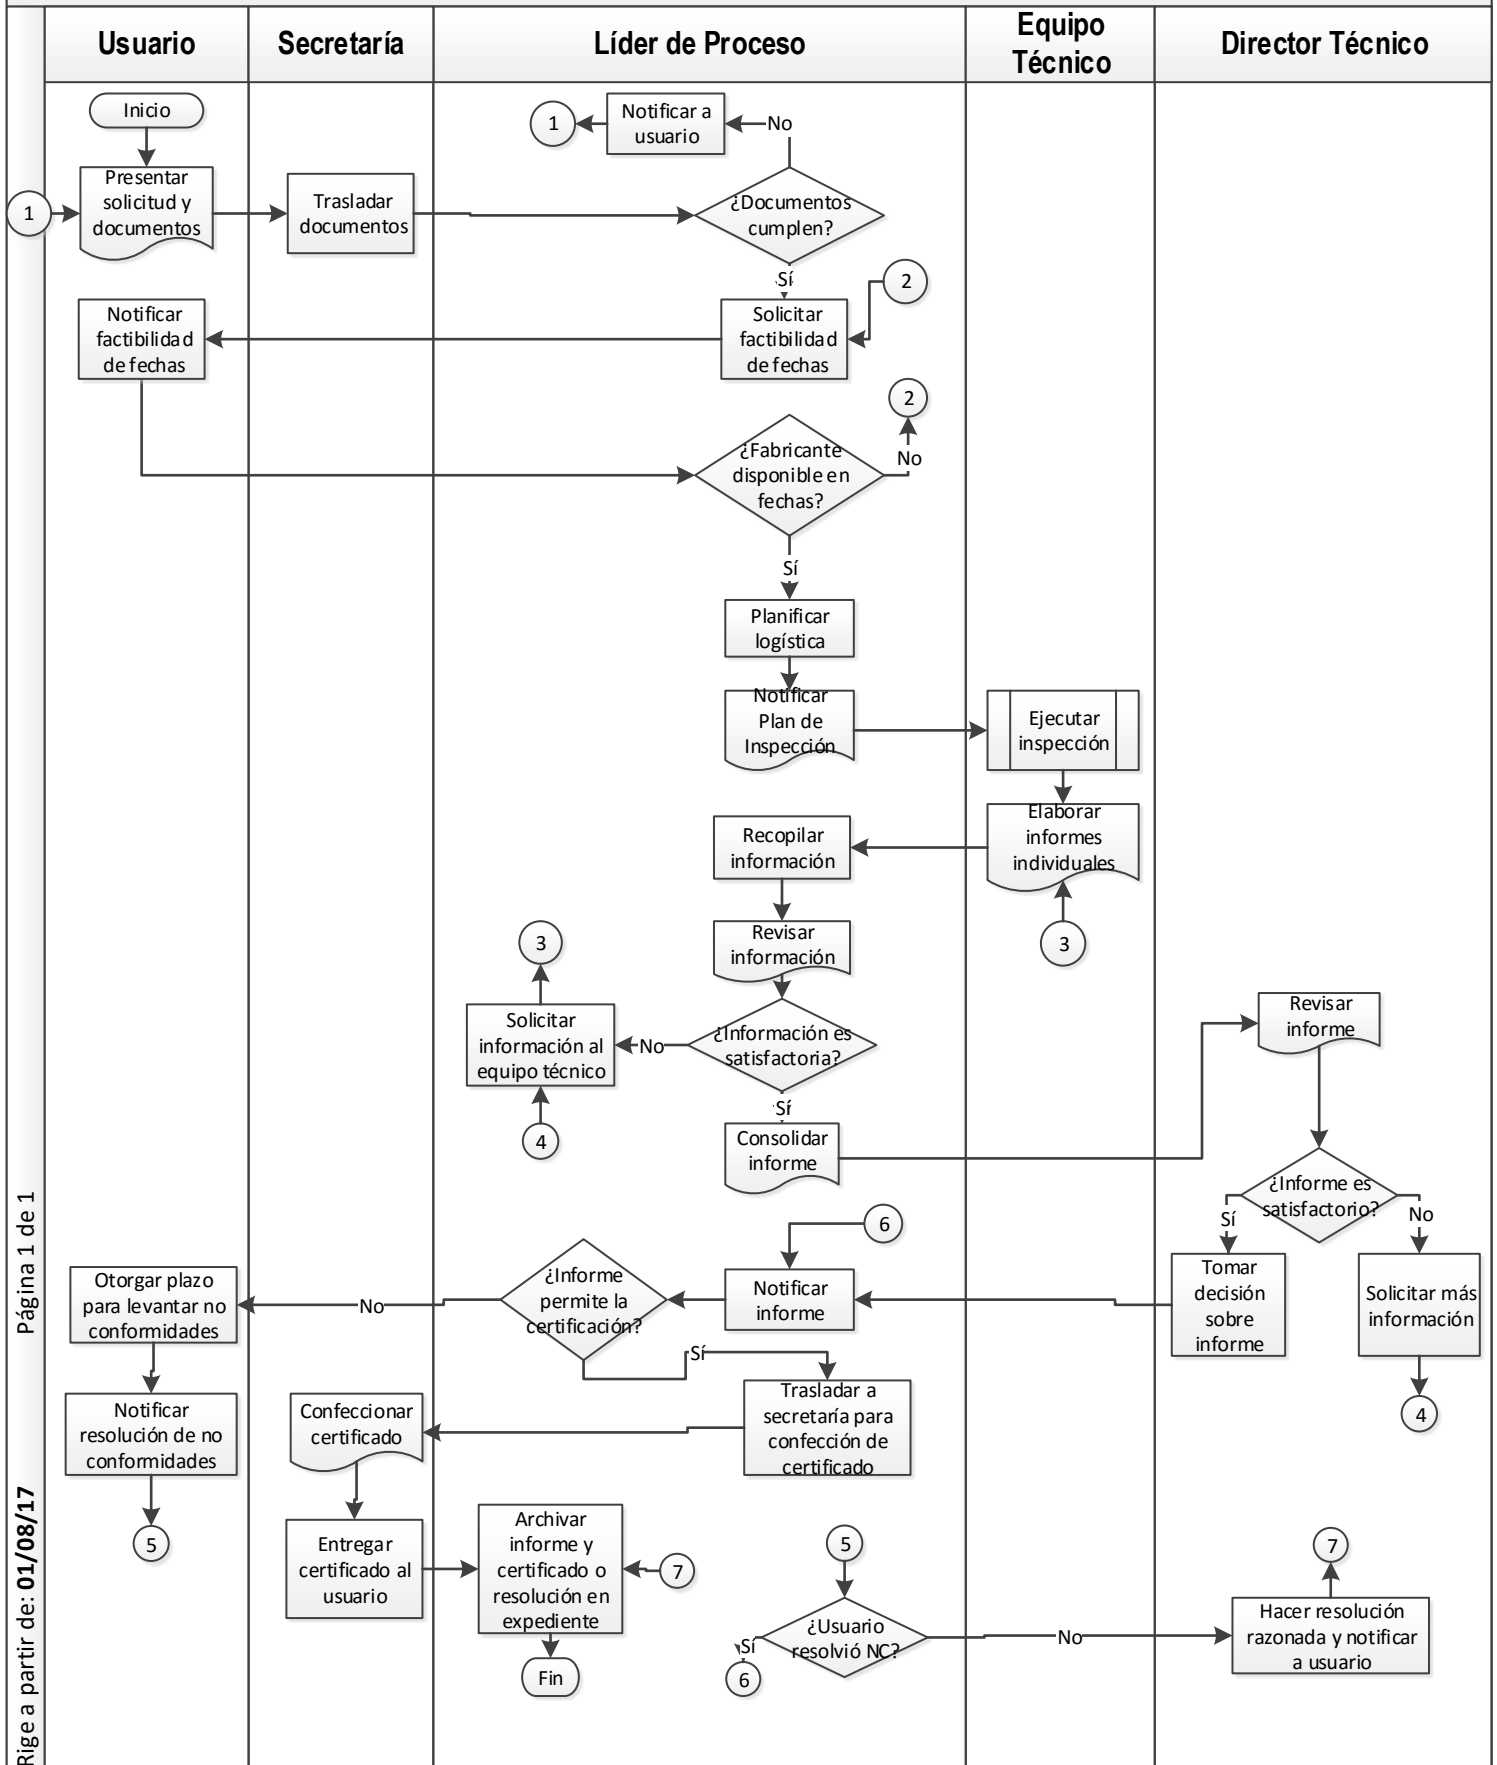 Usuario
Secretaría
Líder de Proceso
Equipo
Técnico
Director Técnico
Inicio
1
Notificar a
usuario
No
1
Presentar
solicitud y
documentos
Trasladar
documentos
¿Documentos
cumplen?
Sí
2
Notificar
factibilidad
de fechas
Solicitar
factibilidad
de fechas
2
No
¿Fabricante
disponible en
fechas?
Sí
Planificar
logística
Notificar
Plan de
Inspección
Ejecutar
inspección
Elaborar
informes
individuales
Recopilar
información
3
Revisar
información
3
Solicitar
información al
equipo técnico
No
¿Información es
satisfactoria?
Sí
4
Consolidar
informe
Revisar
informe
¿Informe es
satisfactorio?
Sí
No
6
Otorgar plazo
para levantar no
conformidades
No
¿Informe
permite la
certificación?
Notificar
informe
Tomar
decisión
sobre
informe
Solicitar más
información
Sí
4
Notificar
resolución de no
conformidades
Confeccionar
certificado
Trasladar a
secretaría para
confección de
certificado
5
Entregar
certificado al
usuario
Archivar
informe y
certificado o
resolución en
expediente
7
5
7
¿Usuario
resolvió NC?
Sí
6
No
Hacer resolución
razonada y notificar
a usuario
Fin
Rige a partir de: 01/08/17
Página 1 de 1